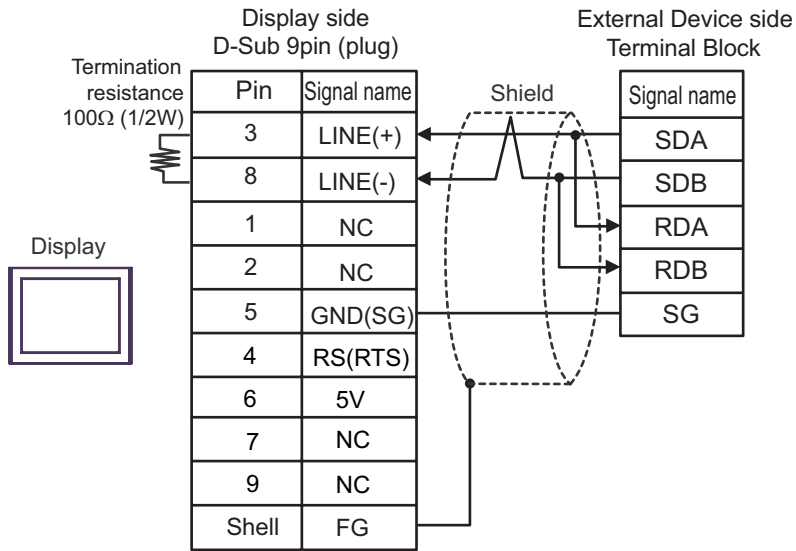 Display side
D-Sub 9pin (plug)
External Device side
Terminal Block
Termination
resistance
100Ω (1/2W)
Pin Signal name
Shield
Signal name
3 LINE(+)
SDA
8 LINE(-)
SDB
1 NC
RDA
2 NC
RDB
Display
5 GND(SG)
SG
4 RS(RTS)
6 5V
7 NC
9 NC
Shell FG